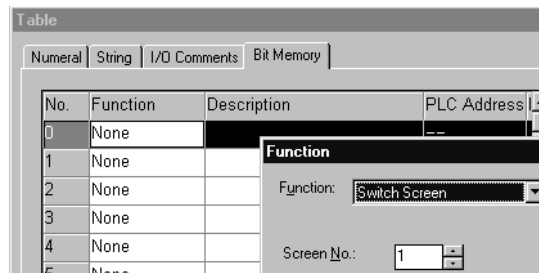 Table
Numeral String I/O Comments Bit Memory
No. Function Description PLC Address
0 None --
1 None
2 None
3 None
4 None
None
Function
Function: Switch Screen
Screen No.: 1